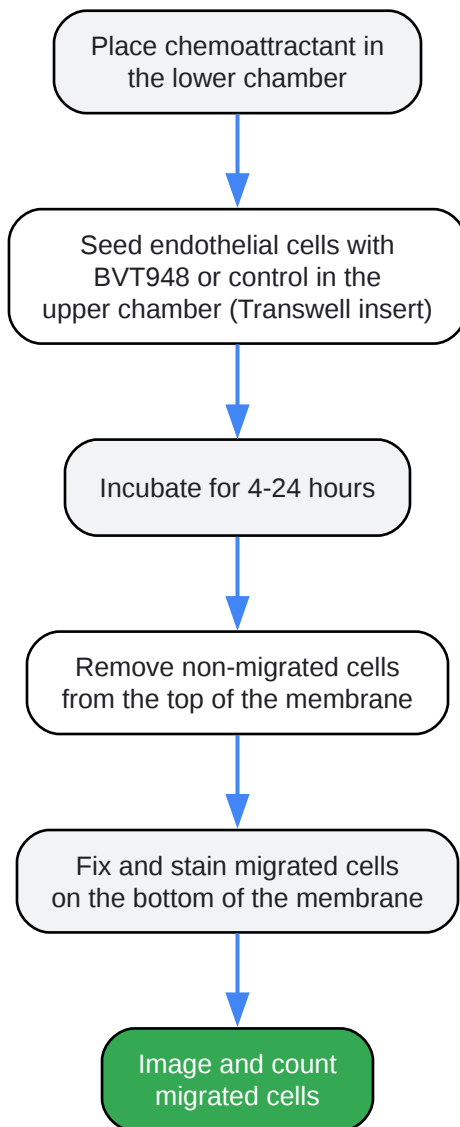 Place chemoattractant in
the lower chamber
Seed endothelial cells with
BVT948 or control in the
upper chamber (Transwell insert)
Incubate for 4-24 hours
Remove non-migrated cells
from the top of the membrane
Fix and stain migrated cells
on the bottom of the membrane
Image and count
migrated cells